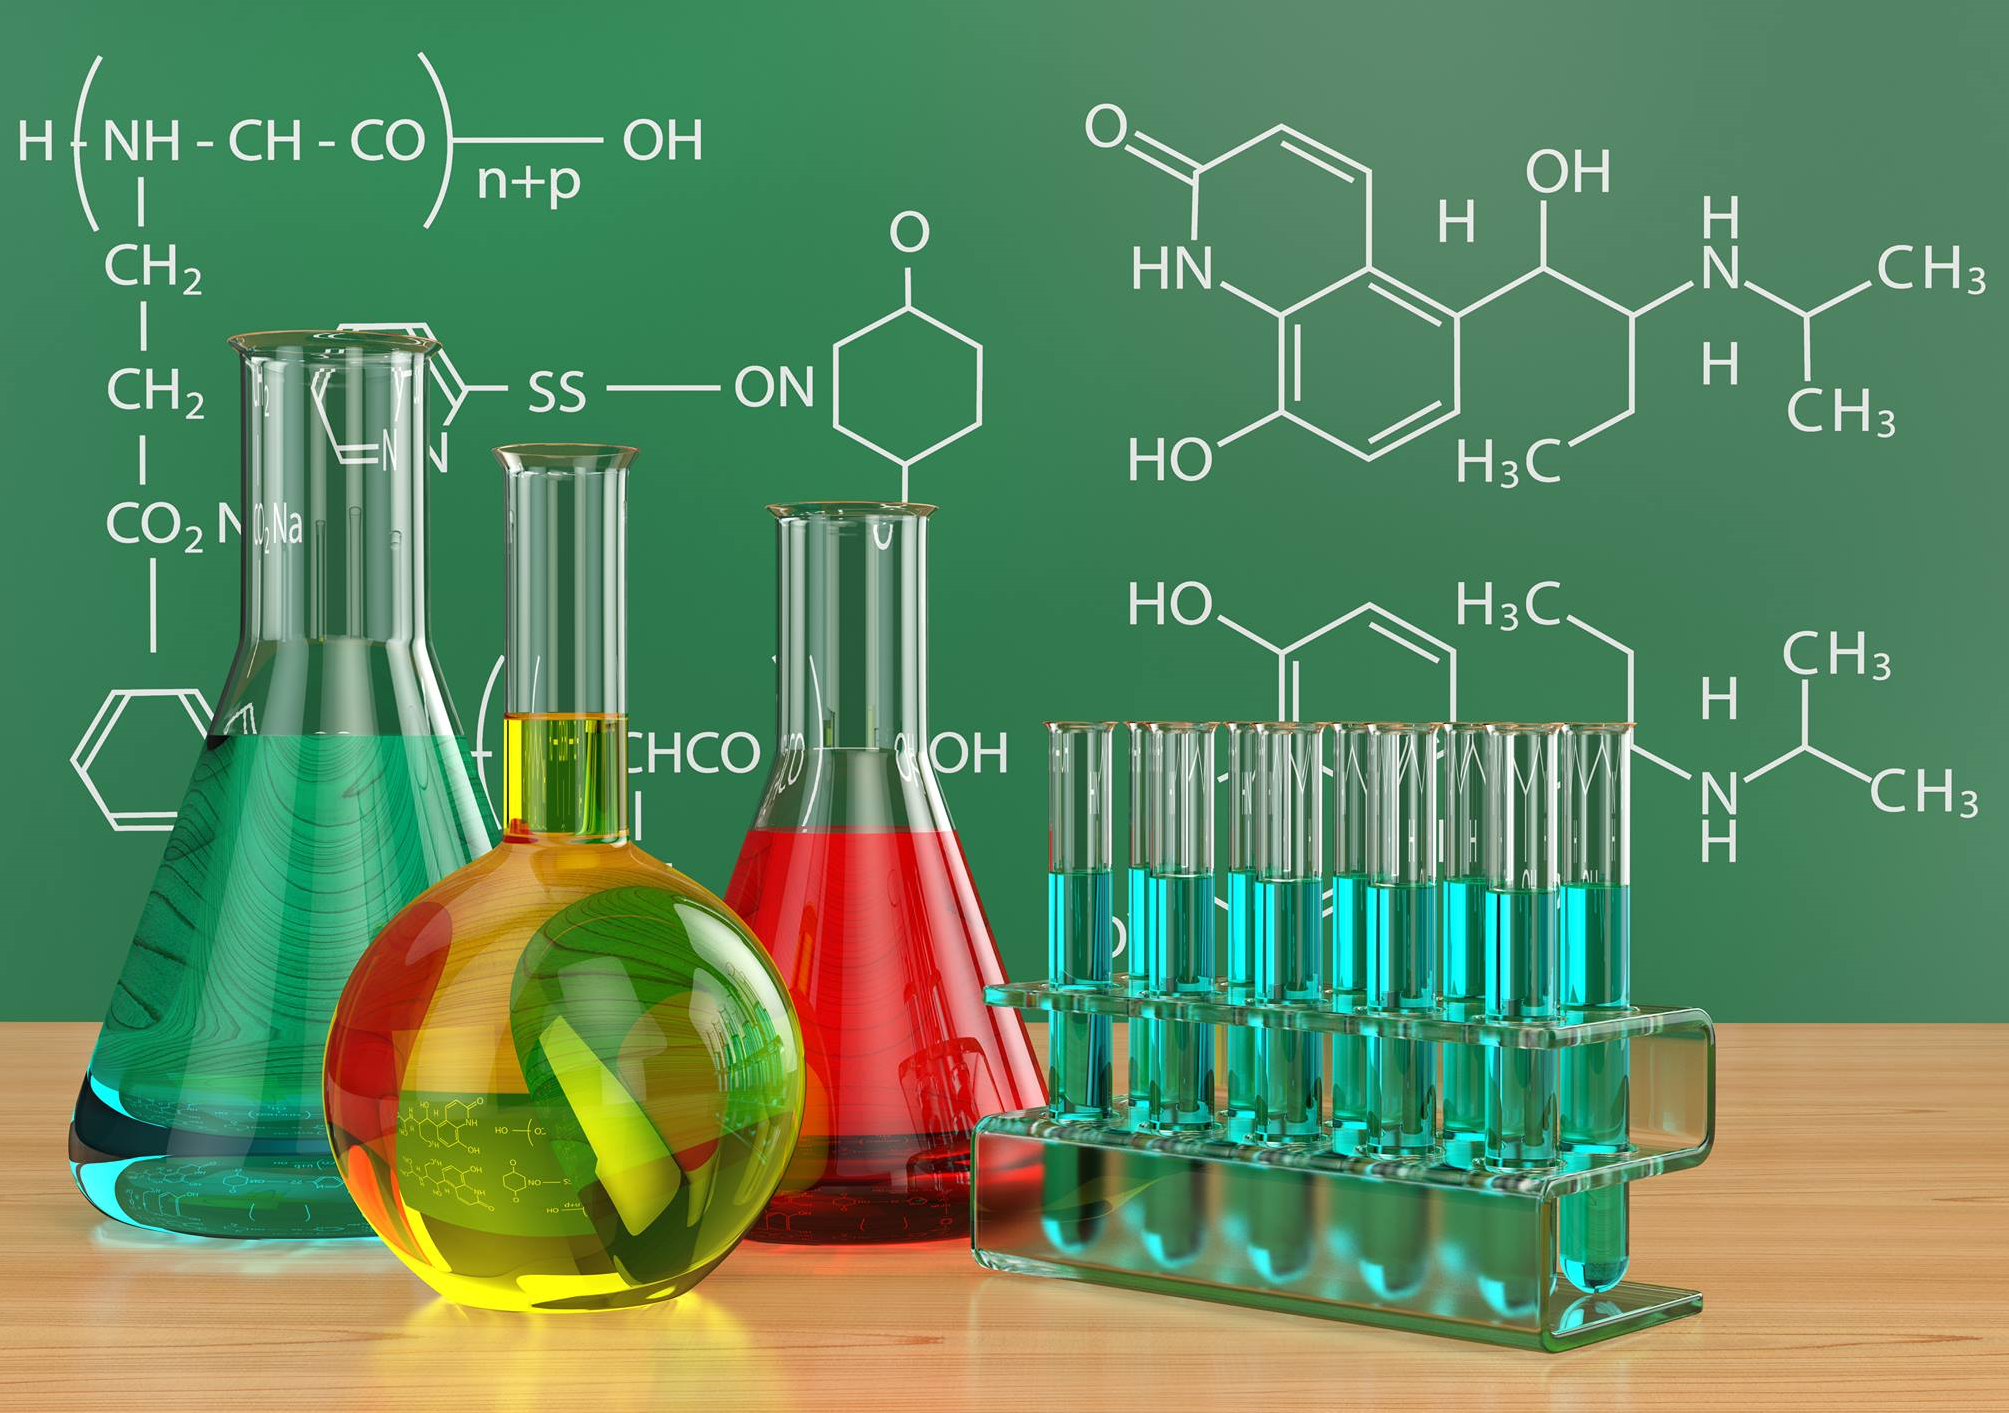 H ( NH - CH - CO ) n+p OH
CH2
CH2
CO2 Na
N
SS
ON
O
CHCO
OH
O
HN
HO
H
OH
H
N
CH3
H
CH3
H3C
HO
H3C
H
N
H
CH3
CH3